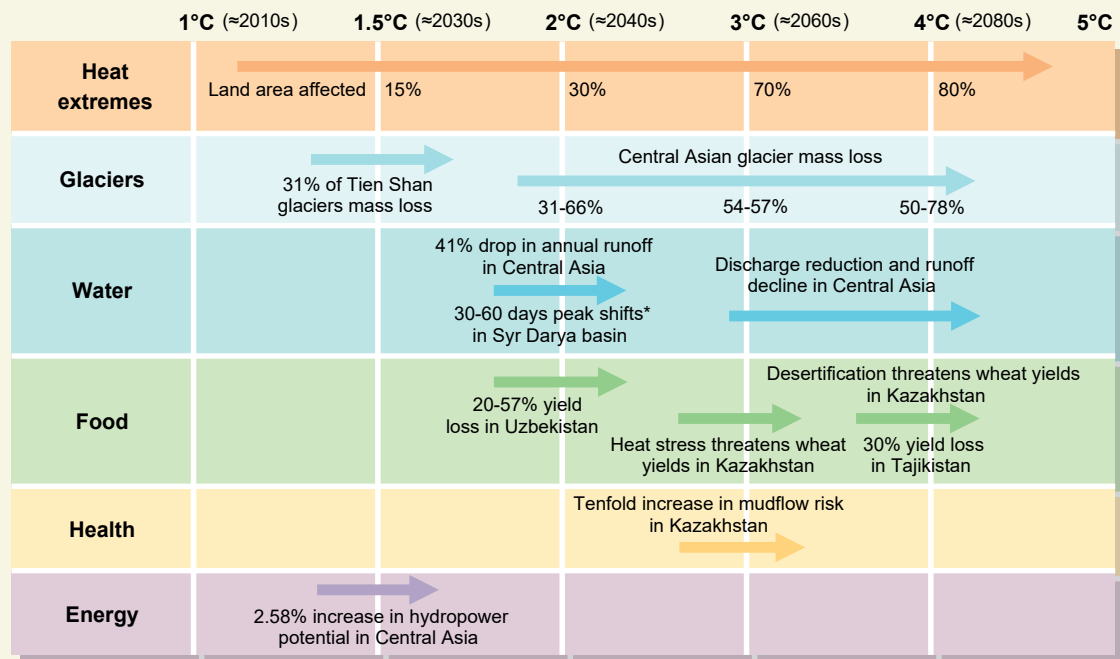 1°C (≈2010s) 1.5°C (≈2030s) 2°C (≈2040s) 3°C (≈2060s) 4°C (≈2080s) 5°C
Heat
extremes
Land area affected 15% 30% 70% 80%
Glaciers
31% of Tien Shan
glaciers mass loss
Central Asian glacier mass loss
31-66% 54-57% 50-78%
Water
41% drop in annual runoff
in Central Asia
30-60 days peak shifts*
in Syr Darya basin
Discharge reduction and runoff
decline in Central Asia
Food
20-57% yield
loss in Uzbekistan
Heat stress threatens wheat
yields in Kazakhstan
Desertification threatens wheat yields
in Kazakhstan
30% yield loss
in Tajikistan
Health
Tenfold increase in mudflow risk
in Kazakhstan
Energy
2.58% increase in hydropower
potential in Central Asia